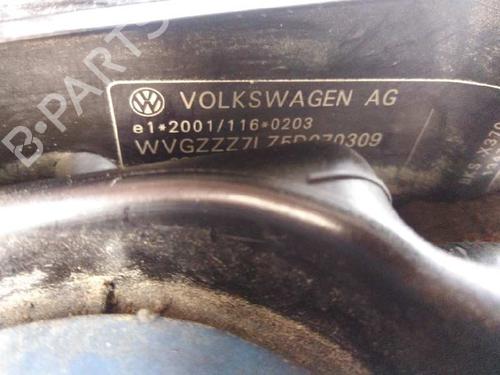 B-PARTS
VOLKSWAGEN AG
e1*2001/116*0203
WVGZZZ7LZ5D070309